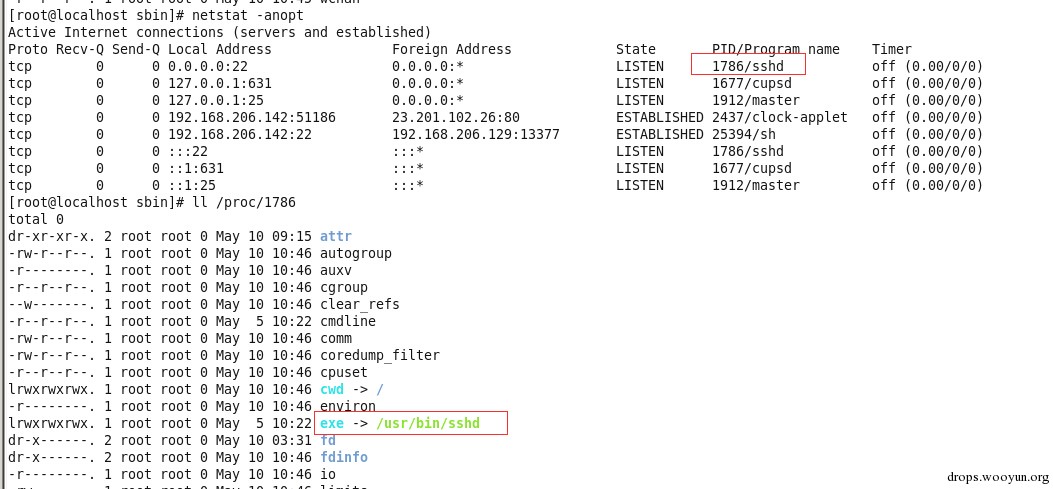 [root@localhost sbin]# netstat -anopt
Active Internet connections (servers and established)
Proto Recv-Q Send-Q Local Address               Foreign Address             State       PID/Program name    Timer
tcp        0      0 0.0.0.0:22                  0.0.0.0:*                   LISTEN      1786/sshd           off (0.00/0/0)
tcp        0      0 127.0.0.1:631               0.0.0.0:*                   LISTEN      1677/cupsd          off (0.00/0/0)
tcp        0      0 127.0.0.1:25                0.0.0.0:*                   LISTEN      1912/master         off (0.00/0/0)
tcp        0      0 192.168.206.142:51186       23.201.102.26:80            ESTABLISHED 2437/clock-applet   off (0.00/0/0)
tcp        0      0 192.168.206.142:22          192.168.206.129:13377       ESTABLISHED 25394/sh            off (0.00/0/0)
tcp        0      0 :::22                       :::*                        LISTEN      1786/sshd           off (0.00/0/0)
tcp        0      0 ::1:631                     :::*                        LISTEN      1677/cupsd          off (0.00/0/0)
tcp        0      0 ::1:25                      :::*                        LISTEN      1912/master         off (0.00/0/0)
[root@localhost sbin]# ll /proc/1786
total 0
dr-xr-xr-x. 2 root root 0 May 10 09:15 attr
-rw-r--r--. 1 root root 0 May 10 10:46 autogroup
-r--------. 1 root root 0 May 10 10:46 auxv
-r--r--r--. 1 root root 0 May 10 10:46 cgroup
--w-------. 1 root root 0 May 10 10:46 clear_refs
-r--r--r--. 1 root root 0 May  5 10:22 cmdline
-rw-r--r--. 1 root root 0 May 10 10:46 comm
-rw-r--r--. 1 root root 0 May 10 10:46 coredump_filter
-r--r--r--. 1 root root 0 May 10 10:46 cpuset
lrwxrwxrwx. 1 root root 0 May 10 10:46 cwd -> /
-r--------. 1 root root 0 May 10 10:46 environ
lrwxrwxrwx. 1 root root 0 May  5 10:22 exe -> /usr/bin/sshd
dr-x------. 2 root root 0 May 10 03:31 fd
dr-x------. 2 root root 0 May 10 10:46 fdinfo
-r--------. 1 root root 0 May 10 10:46 io
drops.wooyun.org